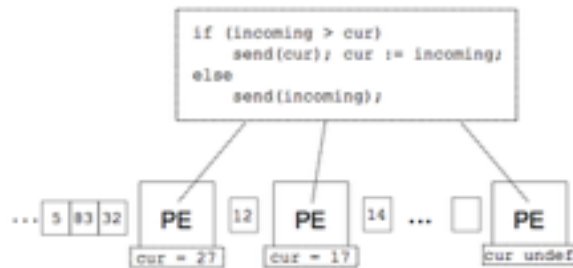 if (incoming > cur)
send(cur); cur := incoming;
else
send(incoming);
... 5 83 32 PE 12 PE 14 ... PE
cur = 27 cur = 17 cur undef